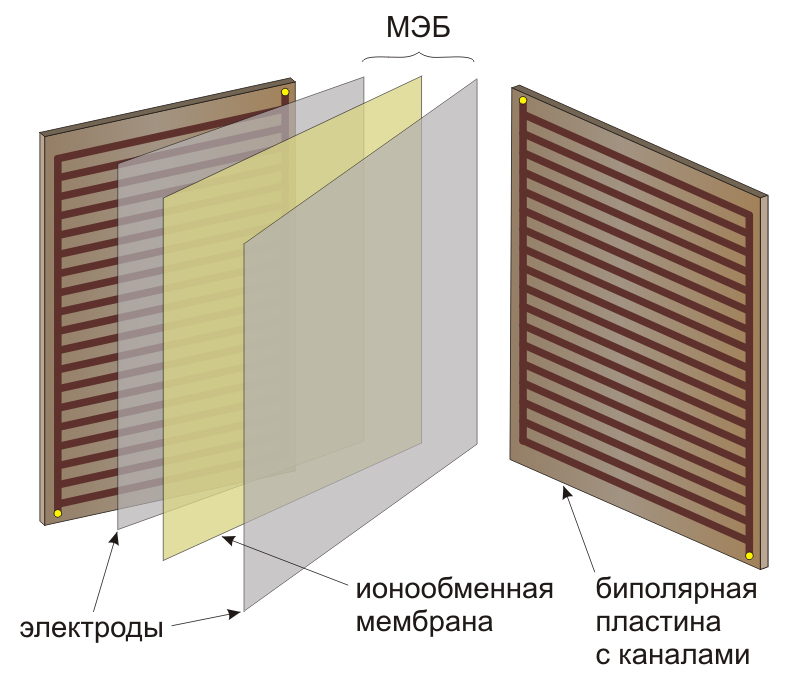 МЭБ
электроды
ионообменная
мембрана
биполярная
пластина
с каналами